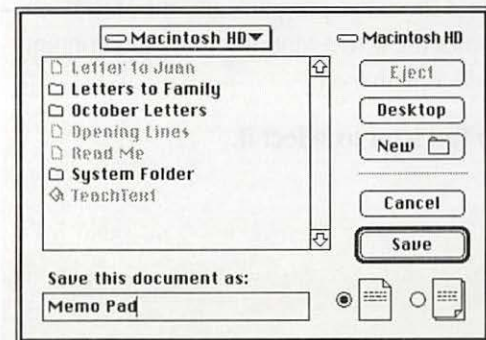 Macintosh HD
Macintosh HD
Letter to Juan
Letters to Family
October Letters
Opening Lines
Read Me
System Folder
TeachText
Eject
Desktop
New
Cancel
Save
Save this document as:
Memo Pad